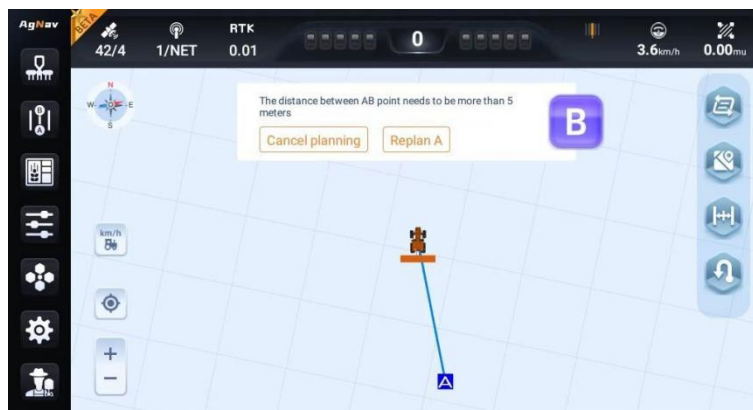 AgNav
BETA
42/4
1/NET
RTK
0.01
0
3.6km/h
0.00mu
N
W
E
S
The distance between AB point needs to be more than 5
meters
Cancel planning
Replan A
B
B
A
km/h
+
−
A